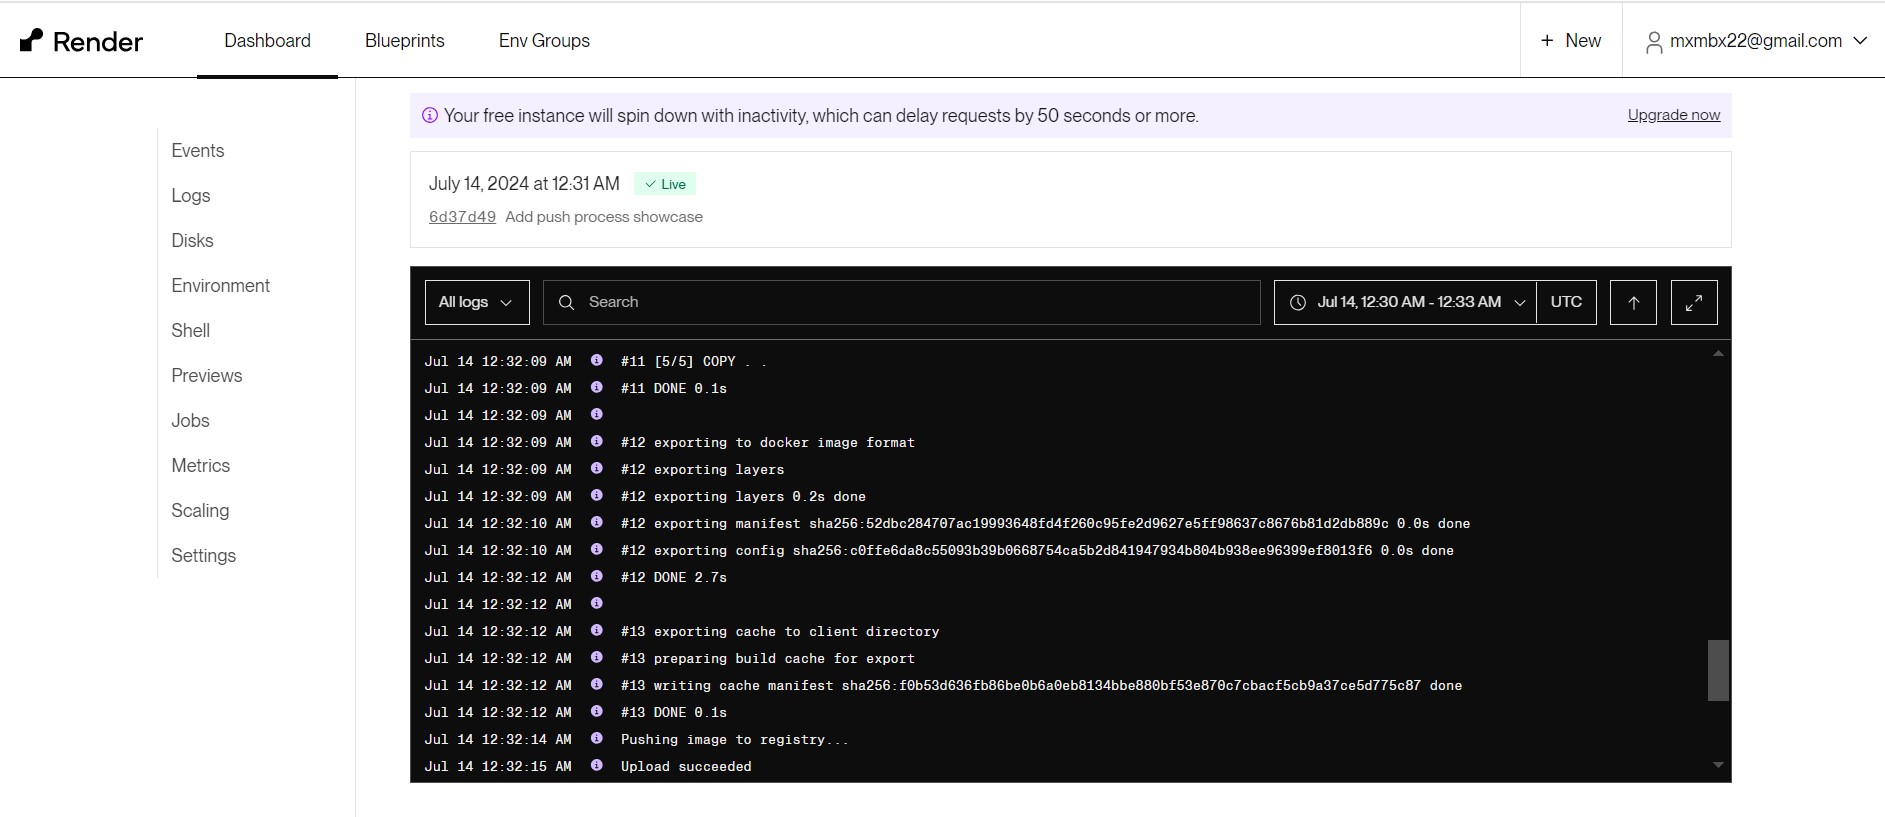 Render Dashboard Blueprints Env Groups + New mxmbx22@gmail.com
Your free instance will spin down with inactivity, which can delay requests by 50 seconds or more. Upgrade now
Events
Logs
Disks
Environment
Shell
Previews
Jobs
Metrics
Scaling
Settings
July 14, 2024 at 12:31 AM Live
6d37d49 Add push process showcase
All logs Search Jul 14, 12:30 AM - 12:33 AM UTC
Jul 14 12:32:09 AM #11 [5/5] COPY . .
Jul 14 12:32:09 AM #11 DONE 0.1s
Jul 14 12:32:09 AM
Jul 14 12:32:09 AM #12 exporting to docker image format
Jul 14 12:32:09 AM #12 exporting layers
Jul 14 12:32:09 AM #12 exporting layers 0.2s done
Jul 14 12:32:10 AM #12 exporting manifest sha256:52dbc284707ac19993648fd4f260c95fe2d9627e5ff98637c8676b81d2db889c 0.0s done
Jul 14 12:32:10 AM #12 exporting config sha256:c0ffe6da8c55093b39b0668754ca5b2d841947934b804b938ee96399ef8013f6 0.0s done
Jul 14 12:32:12 AM #12 DONE 2.7s
Jul 14 12:32:12 AM
Jul 14 12:32:12 AM #13 exporting cache to client directory
Jul 14 12:32:12 AM #13 preparing build cache for export
Jul 14 12:32:12 AM #13 writing cache manifest sha256:f0b53d636fb86be0b6a0eb8134bbe880bf53e870c7cbacf5cb9a37ce5d775c87 done
Jul 14 12:32:12 AM #13 DONE 0.1s
Jul 14 12:32:14 AM Pushing image to registry...
Jul 14 12:32:15 AM Upload succeeded